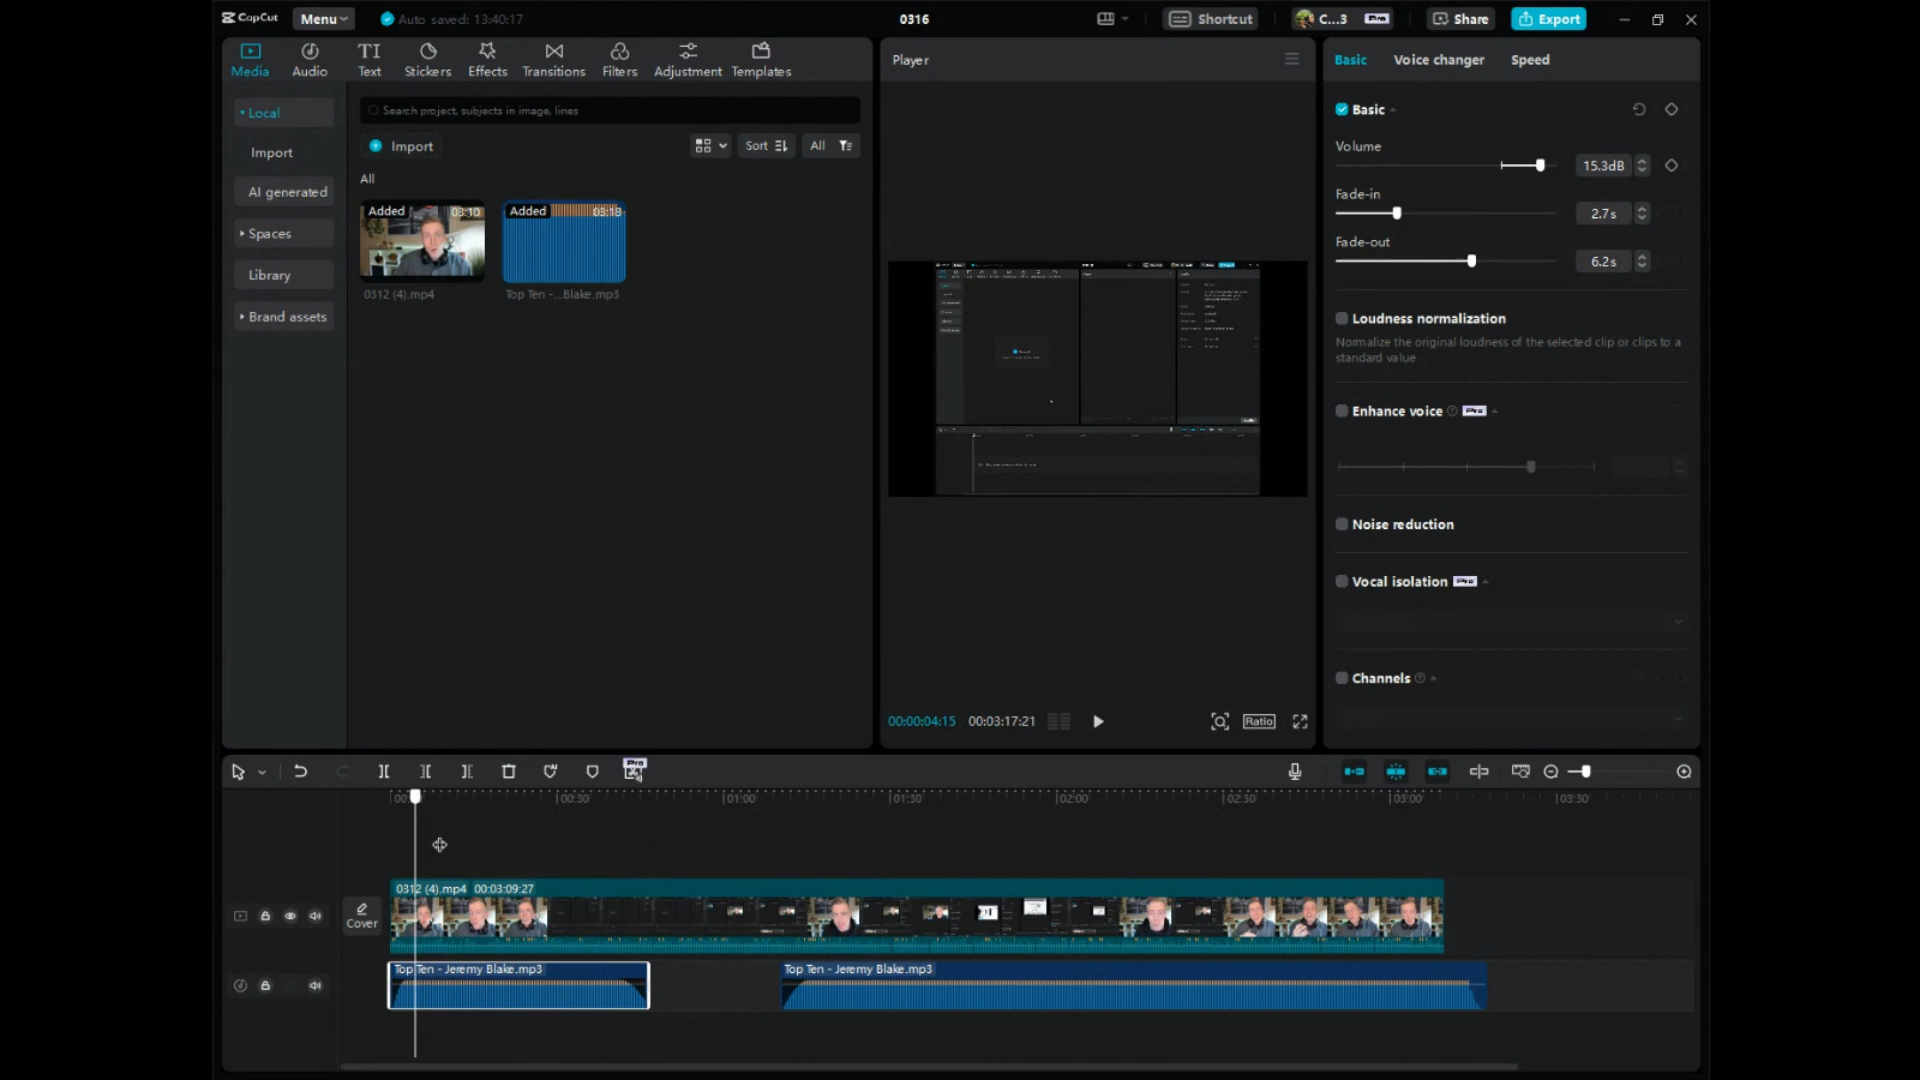 CapCut
Menu
Auto saved: 13:40:17
0316
Shortcut
C...3
Pro
Share
Export
Media
Audio
TI
Text
Stickers
Effects
Transitions
Filters
Adjustment
Templates
Player
Basic
Voice changer
Speed
Local
Import
AI generated
Spaces
Library
Brand assets
Search project, subjects in image, lines
Import
Sort
All
All
Added
03:10
0312 (4).mp4
Added
03:18
Top Ten -...Blake.mp3
Basic
Volume
15.3dB
Fade-in
2.7s
Fade-out
6.2s
Loudness normalization
Normalize the original loudness of the selected clip or clips to a
standard value
Enhance voice
Pro
Noise reduction
Vocal isolation
Pro
Channels
00:00:04:15
00:03:17:21
Ratio
Pro
00:30
01:00
01:30
02:00
02:30
03:00
03:30
Cover
0312 (4).mp4 00:03:09:27
Top Ten - Jeremy Blake.mp3
Top Ten - Jeremy Blake.mp3